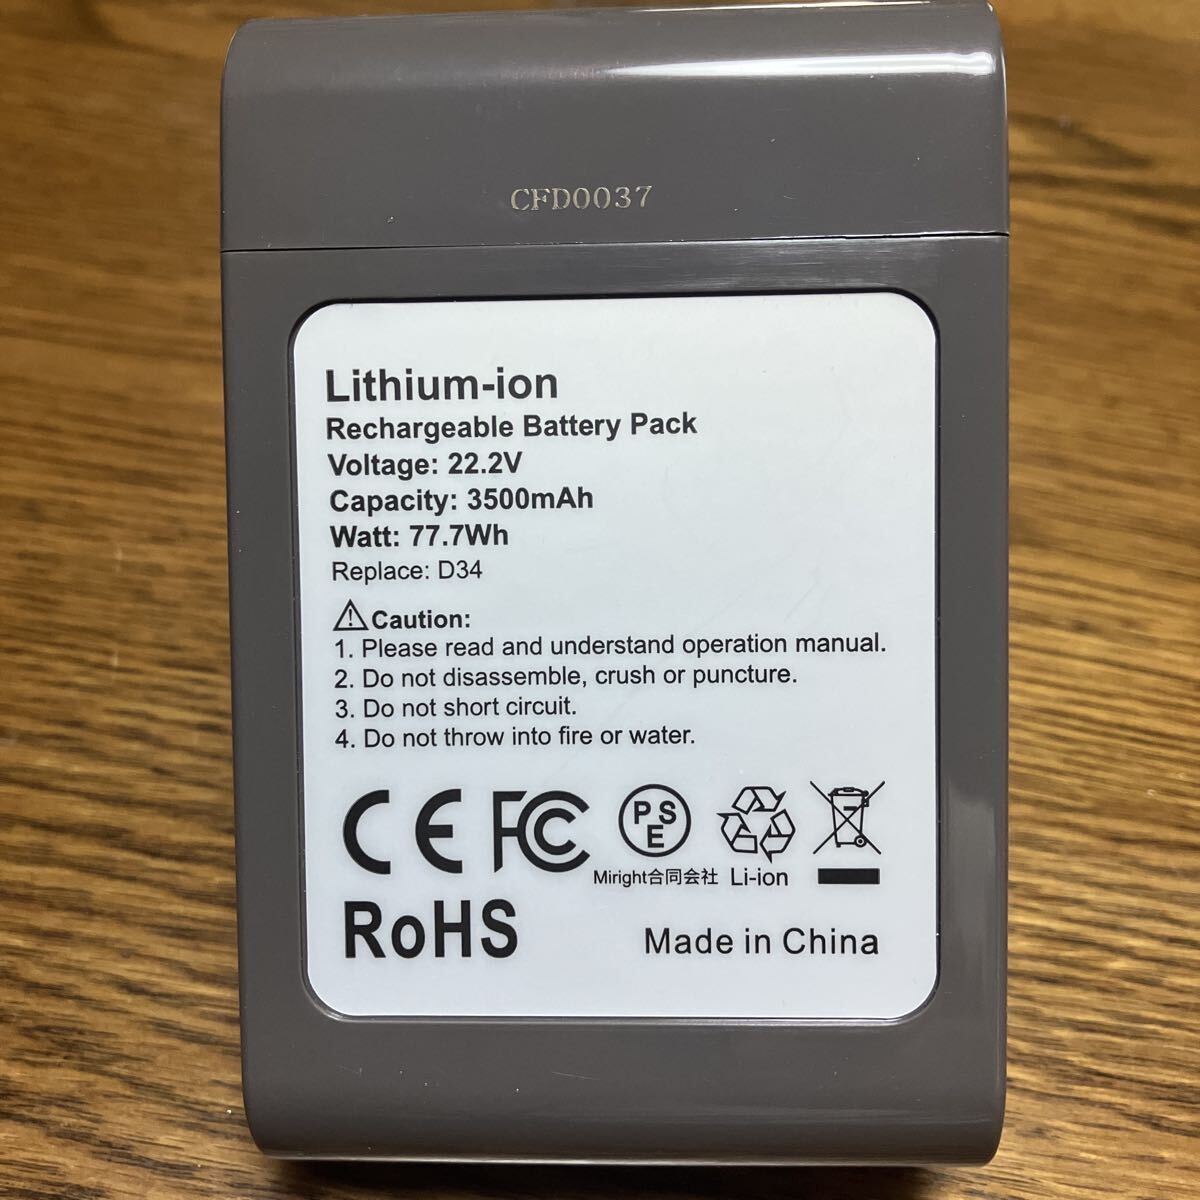 CFD0037
Lithium-ion
Rechargeable Battery Pack
Voltage: 22.2V
Capacity: 3500mAh
Watt: 77.7Wh
Replace: D34
Caution:
1. Please read and understand operation manual.
2. Do not disassemble, crush or puncture.
3. Do not short circuit.
4. Do not throw into fire or water.
CE FC PSE
Miright合同会社 Li-ion
RoHS Made in China